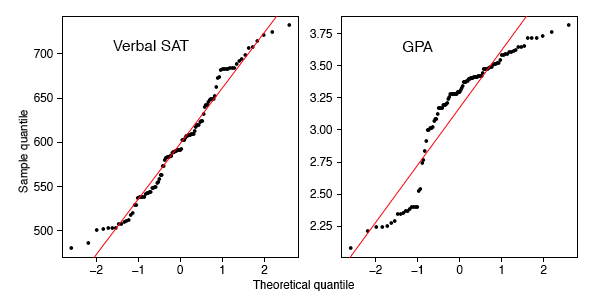 Verbal SAT
GPA
Sample quantile
700
650
600
550
500
3.75
3.50
3.25
3.00
2.75
2.50
2.25
−2 −1 0 1 2
−2 −1 0 1 2
Theoretical quantile